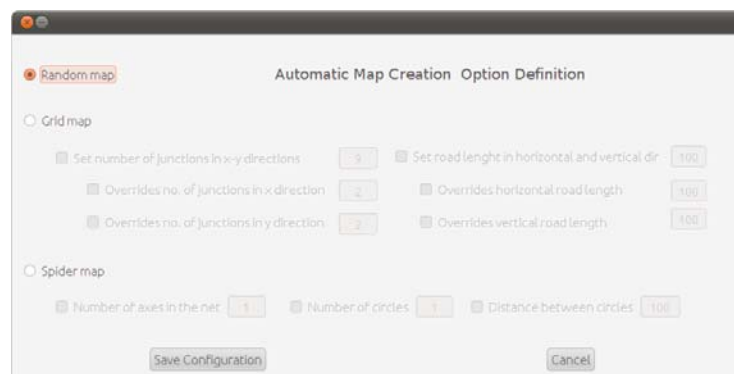 Random map
Automatic Map Creation Option Definition
Grid map
Set number of junctions in x-y directions 9 Set road lenght in horizontal and vertical dir 100
Overrides no. of junctions in x direction 2 Overrides horizontal road length 100
Overrides no. of junctions in y direction 2 Overrides vertical road length 100
Spider map
Number of axes in the net 1 Number of circles 1 Distance between circles 100
Save Configuration Cancel